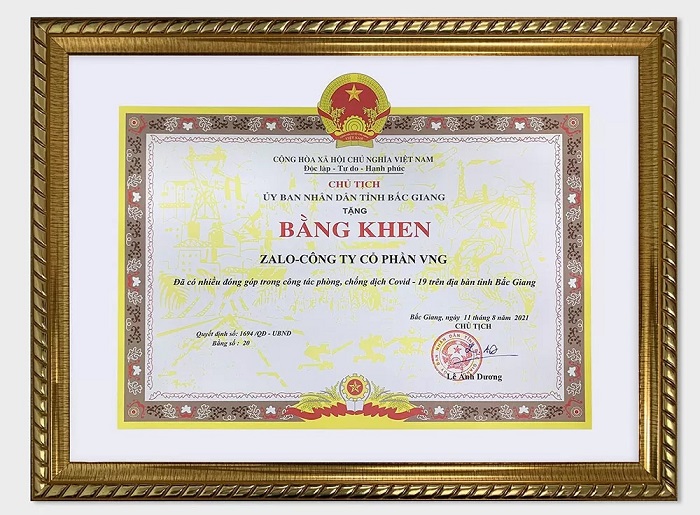 CỘNG HÒA XÃ HỘI CHỦ NGHĨA VIỆT NAM
Độc lập - Tự do - Hạnh phúc
CHỦ TỊCH
ỦY BAN NHÂN DÂN TỈNH BẮC GIANG
TẶNG
BẰNG KHEN
ZALO-CÔNG TY CỔ PHẦN VNG
Đã có nhiều đóng góp trong công tác phòng, chống dịch Covid - 19 trên địa bàn tỉnh Bắc Giang
Bắc Giang, ngày 11 tháng 8 năm 2021
CHỦ TỊCH
Quyết định số: 1694 /QĐ - UBND
Bằng số: 20
Lê Ánh Dương